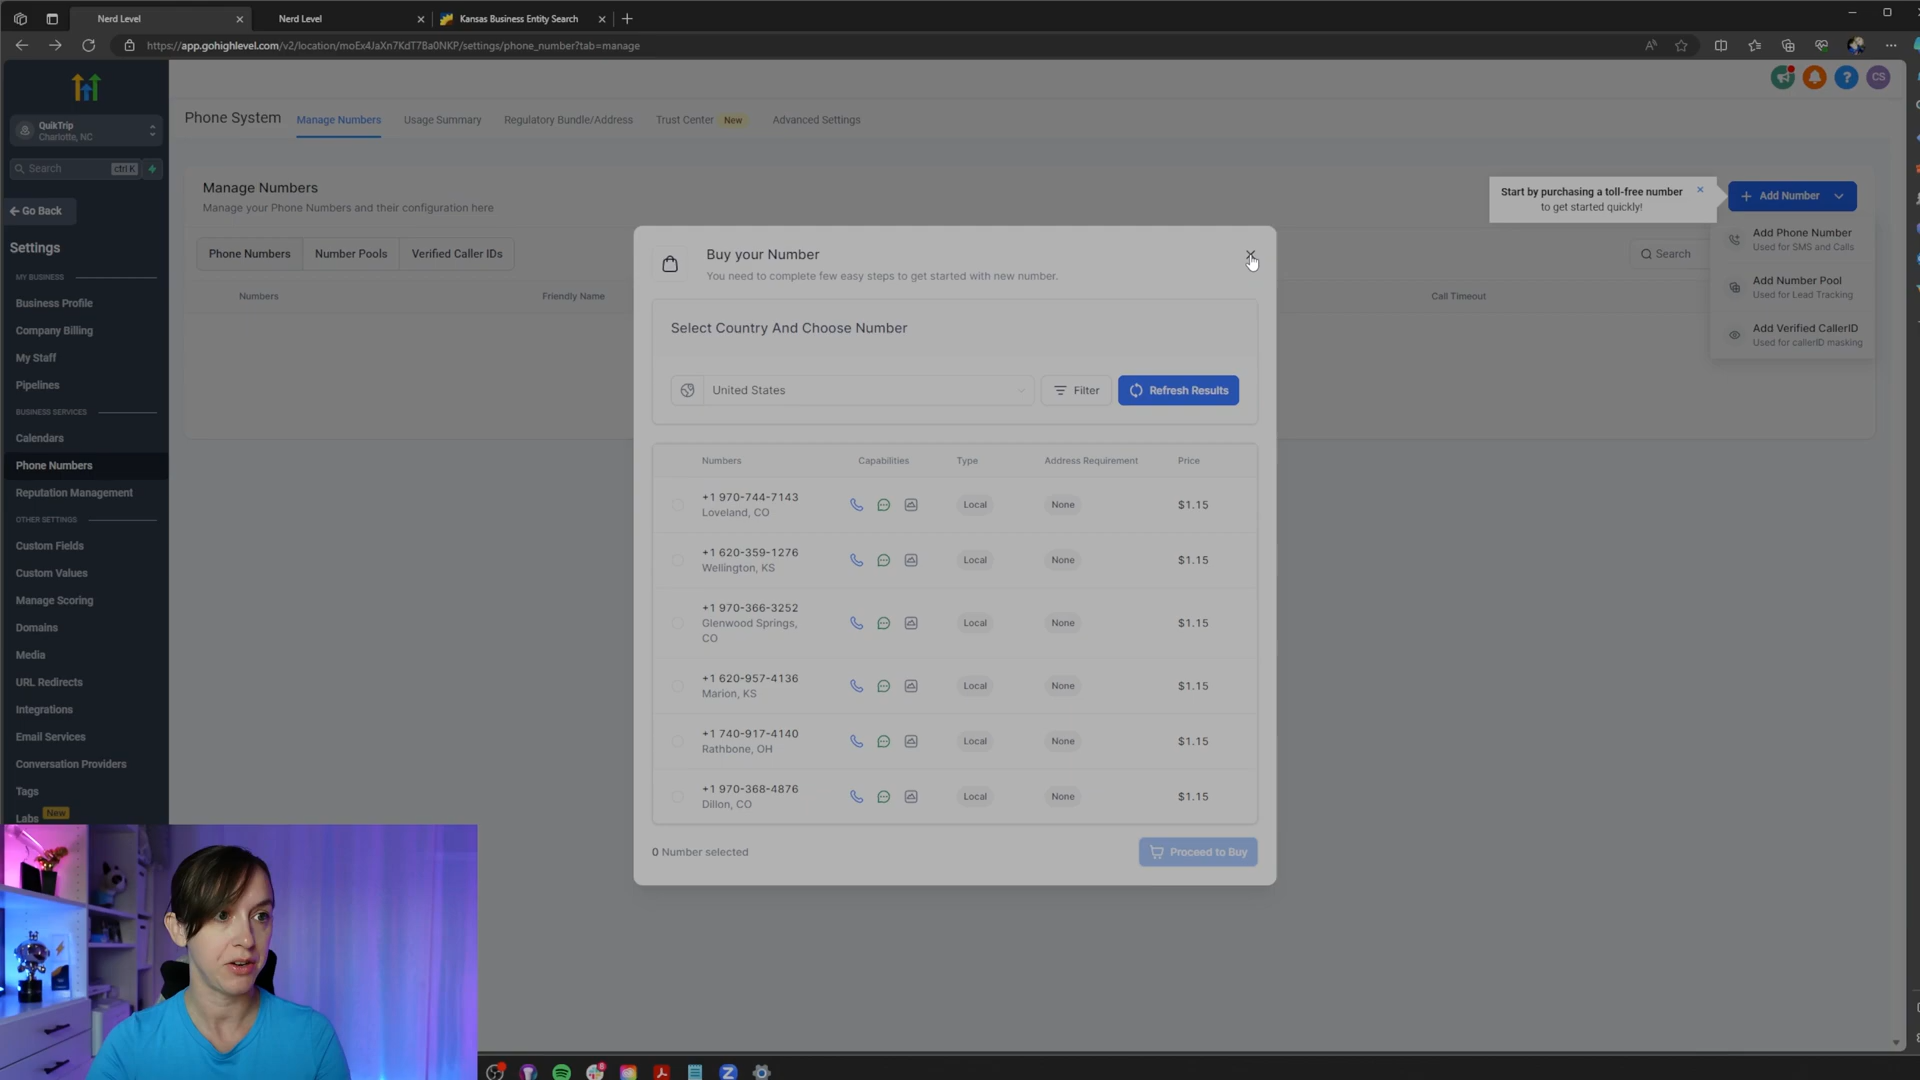 Nerd Level
Nerd Level
Kansas Business Entity Search
https://app.gohighlevel.com/v2/location/moEx4JaXn7KdT78a0NKP/settings/phone_number?tab=manage
QuikTrip
Charlotte, NC
Search
ctrl K
Go Back
Settings
MY BUSINESS
Business Profile
Company Billing
My Staff
Pipelines
BUSINESS SERVICES
Calendars
Phone Numbers
Reputation Management
OTHER SETTINGS
Custom Fields
Custom Values
Manage Scoring
Domains
Media
URL Redirects
Integrations
Email Services
Conversation Providers
Tags
Labs New
CS
Phone System
Manage Numbers
Usage Summary
Regulatory Bundle/Address
Trust Center New
Advanced Settings
Manage Numbers
Manage your Phone Numbers and their configuration here
Start by purchasing a toll-free number
to get started quickly!
Add Number
Add Phone Number
Used for SMS and Calls
Add Number Pool
Used for Lead Tracking
Add Verified CallerID
Used for callerID masking
Phone Numbers
Number Pools
Verified Caller IDs
Search
Numbers
Friendly Name
Call Timeout
Buy your Number
You need to complete few easy steps to get started with new number.
Select Country And Choose Number
United States
Filter
Refresh Results
Numbers Capabilities Type Address Requirement Price
+1 970-744-7143
Loveland, CO
Local None $1.15
+1 620-359-1276
Wellington, KS
Local None $1.15
+1 970-366-3252
Glenwood Springs,
CO
Local None $1.15
+1 620-957-4136
Marion, KS
Local None $1.15
+1 740-917-4140
Rathbone, OH
Local None $1.15
+1 970-368-4876
Dillon, CO
Local None $1.15
0 Number selected
Proceed to Buy